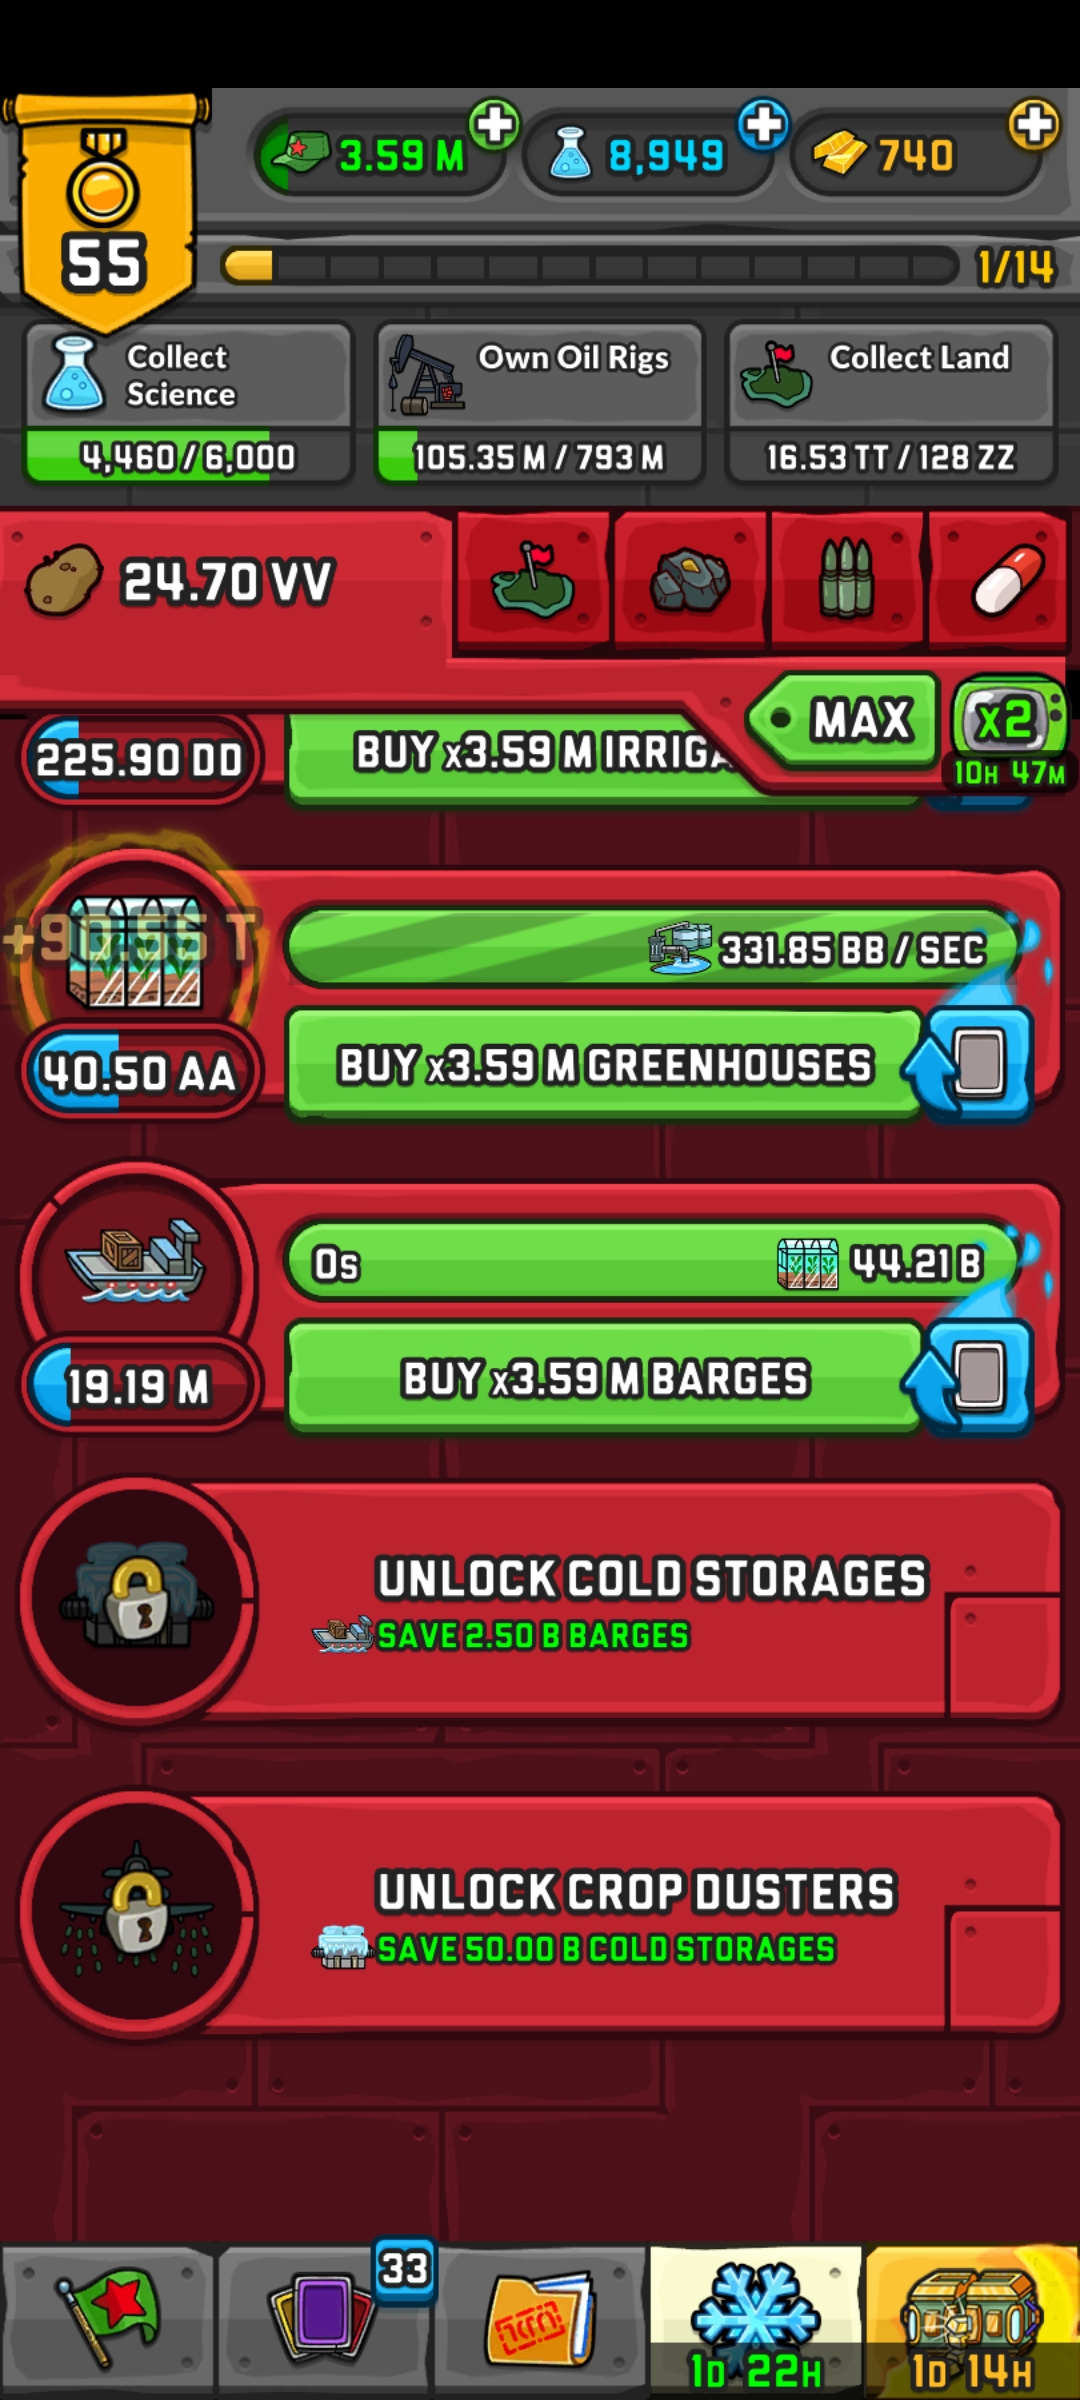 3.59 M
8,949
740
55
1/14
Collect
Science
4,460 / 6,000
Own Oil Rigs
105.35 M / 793 M
Collect Land
16.53 TT / 128 ZZ
24.70 VV
MAX
x2
10H 47M
225.90 DD
BUY x3.59 M
+90.55 T
331.85 BB / SEC
40.50 AA
BUY x3.59 M GREENHOUSES
0s
44.21 B
19.19 M
BUY x3.59 M BARGES
UNLOCK COLD STORAGES
SAVE 2.50 B BARGES
UNLOCK CROP DUSTERS
SAVE 50.00 B COLD STORAGES
33
1D 22H
1D 14H